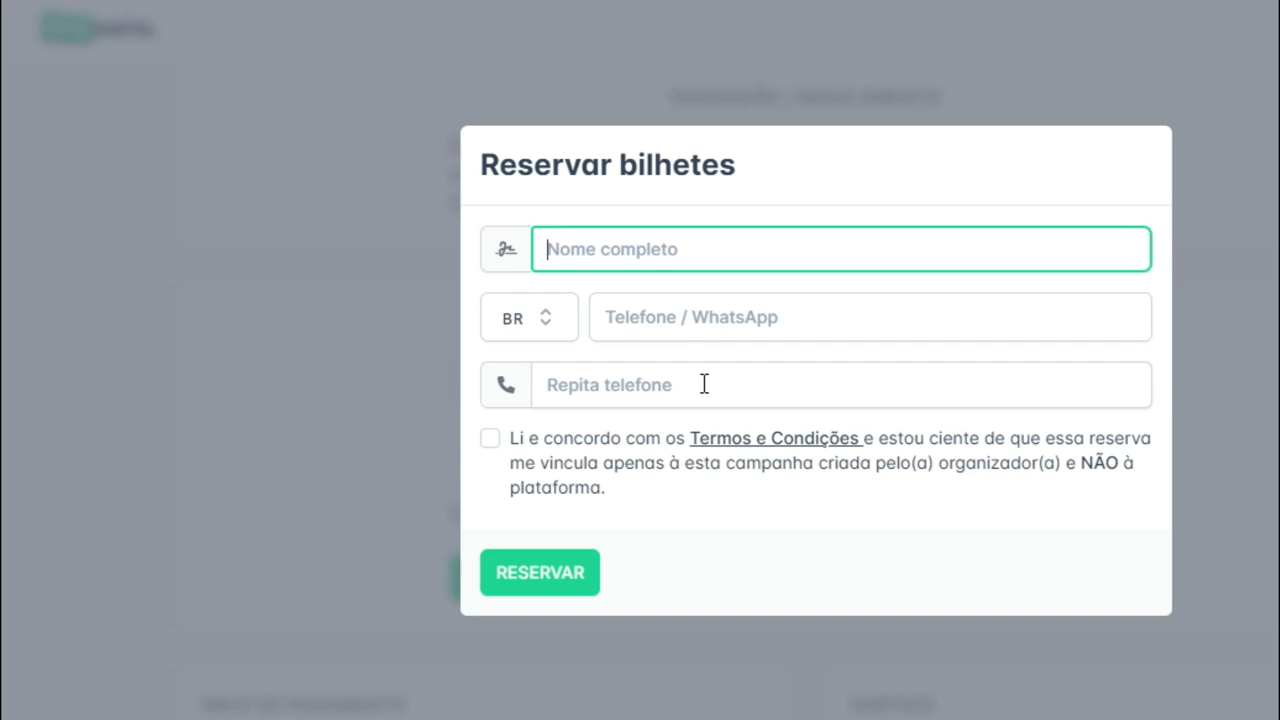 Reservar bilhetes
Nome completo
BR
Telefone / WhatsApp
Repita telefone
Li e concordo com os Termos e Condições e estou ciente de que essa reserva
me vincula apenas à esta campanha criada pelo(a) organizador(a) e NÃO à
plataforma.
RESERVAR